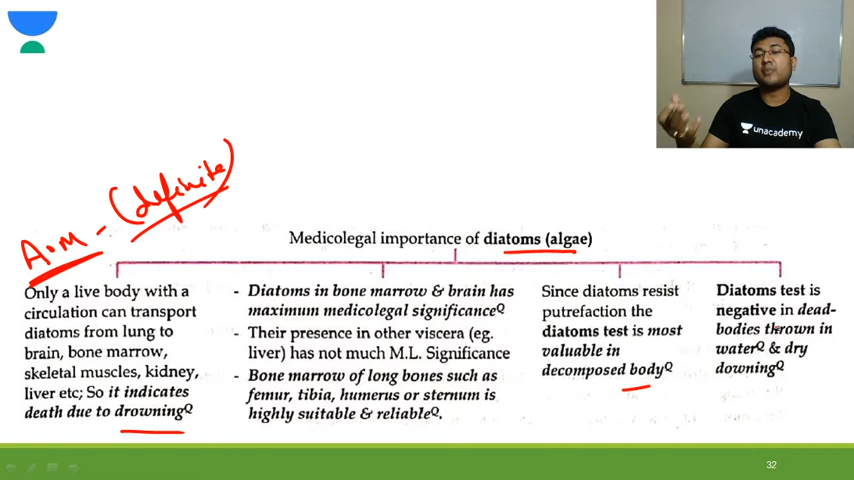 unacademy
A.M - (definite)
Medicolegal importance of diatoms (algae)
Only a live body with a
circulation can transport
diatoms from lung to
brain, bone marrow,
skeletal muscles, kidney,
liver etc; So it indicates
death due to drowningQ
- Diatoms in bone marrow & brain has
maximum medicolegal significanceQ
- Their presence in other viscera (eg.
liver) has not much M.L. Significance
- Bone marrow of long bones such as
femur, tibia, humerus or sternum is
highly suitable & reliableQ.
Since diatoms resist
putrefaction the
diatoms test is most
valuable in
decomposed bodyQ
Diatoms test is
negative in dead-
bodies thrown in
waterQ & dry
downingQ
32